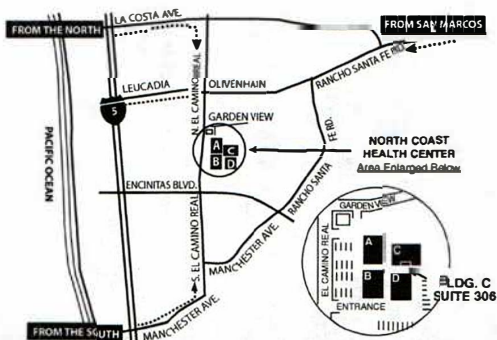 LA COSTA AVE.
FROM THE NORTH
FROM SAN MARCOS
RANCHO SANTA FE RD.
LEUCADIA
OLIVENHAIN
N. EL CAMINO REAL
5
GARDEN VIEW
A
C
B
D
PACIFIC OCEAN
RANCHO SANTA
FE RD.
NORTH COAST
HEALTH CENTER
Area Enlarged Below
ENCINITAS BLVD.
S. EL CAMINO REAL
MANCHESTER AVE.
GARDEN VIEW
EL CAMINO REAL
A
C
B
D
BLDG. C
SUITE 306
ENTRANCE
FROM THE SOUTH
MANCHESTER AVE.